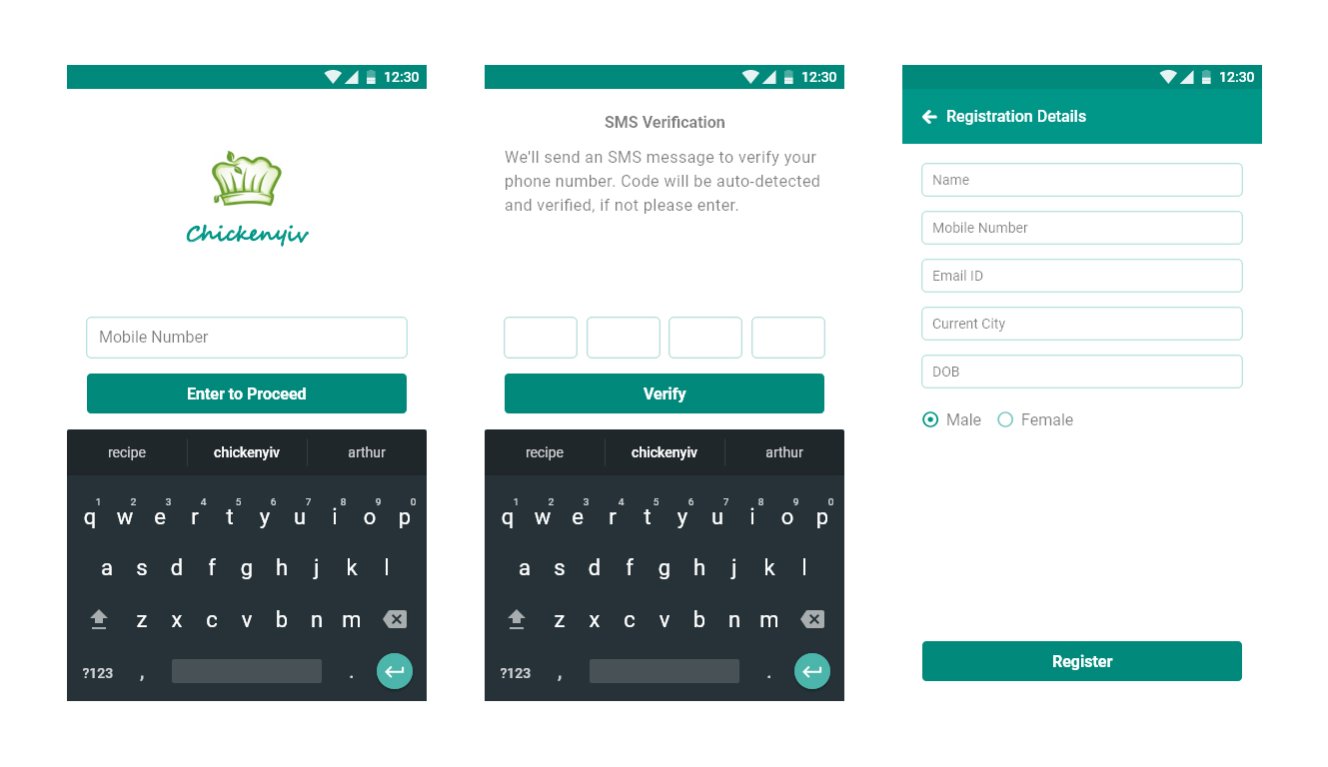 12:30
Chickenyiv
Mobile Number
Enter to Proceed
recipe chickenyiv arthur
1 2 3 4 5 6 7 8 9 0
q w e r t y u i o p
a s d f g h j k l
z x c v b n m
?123 , .
12:30
SMS Verification
We'll send an SMS message to verify your
phone number. Code will be auto-detected
and verified, if not please enter.
Verify
recipe chickenyiv arthur
1 2 3 4 5 6 7 8 9 0
q w e r t y u i o p
a s d f g h j k l
z x c v b n m
?123 , .
12:30
Registration Details
Name
Mobile Number
Email ID
Current City
DOB
Male Female
Register